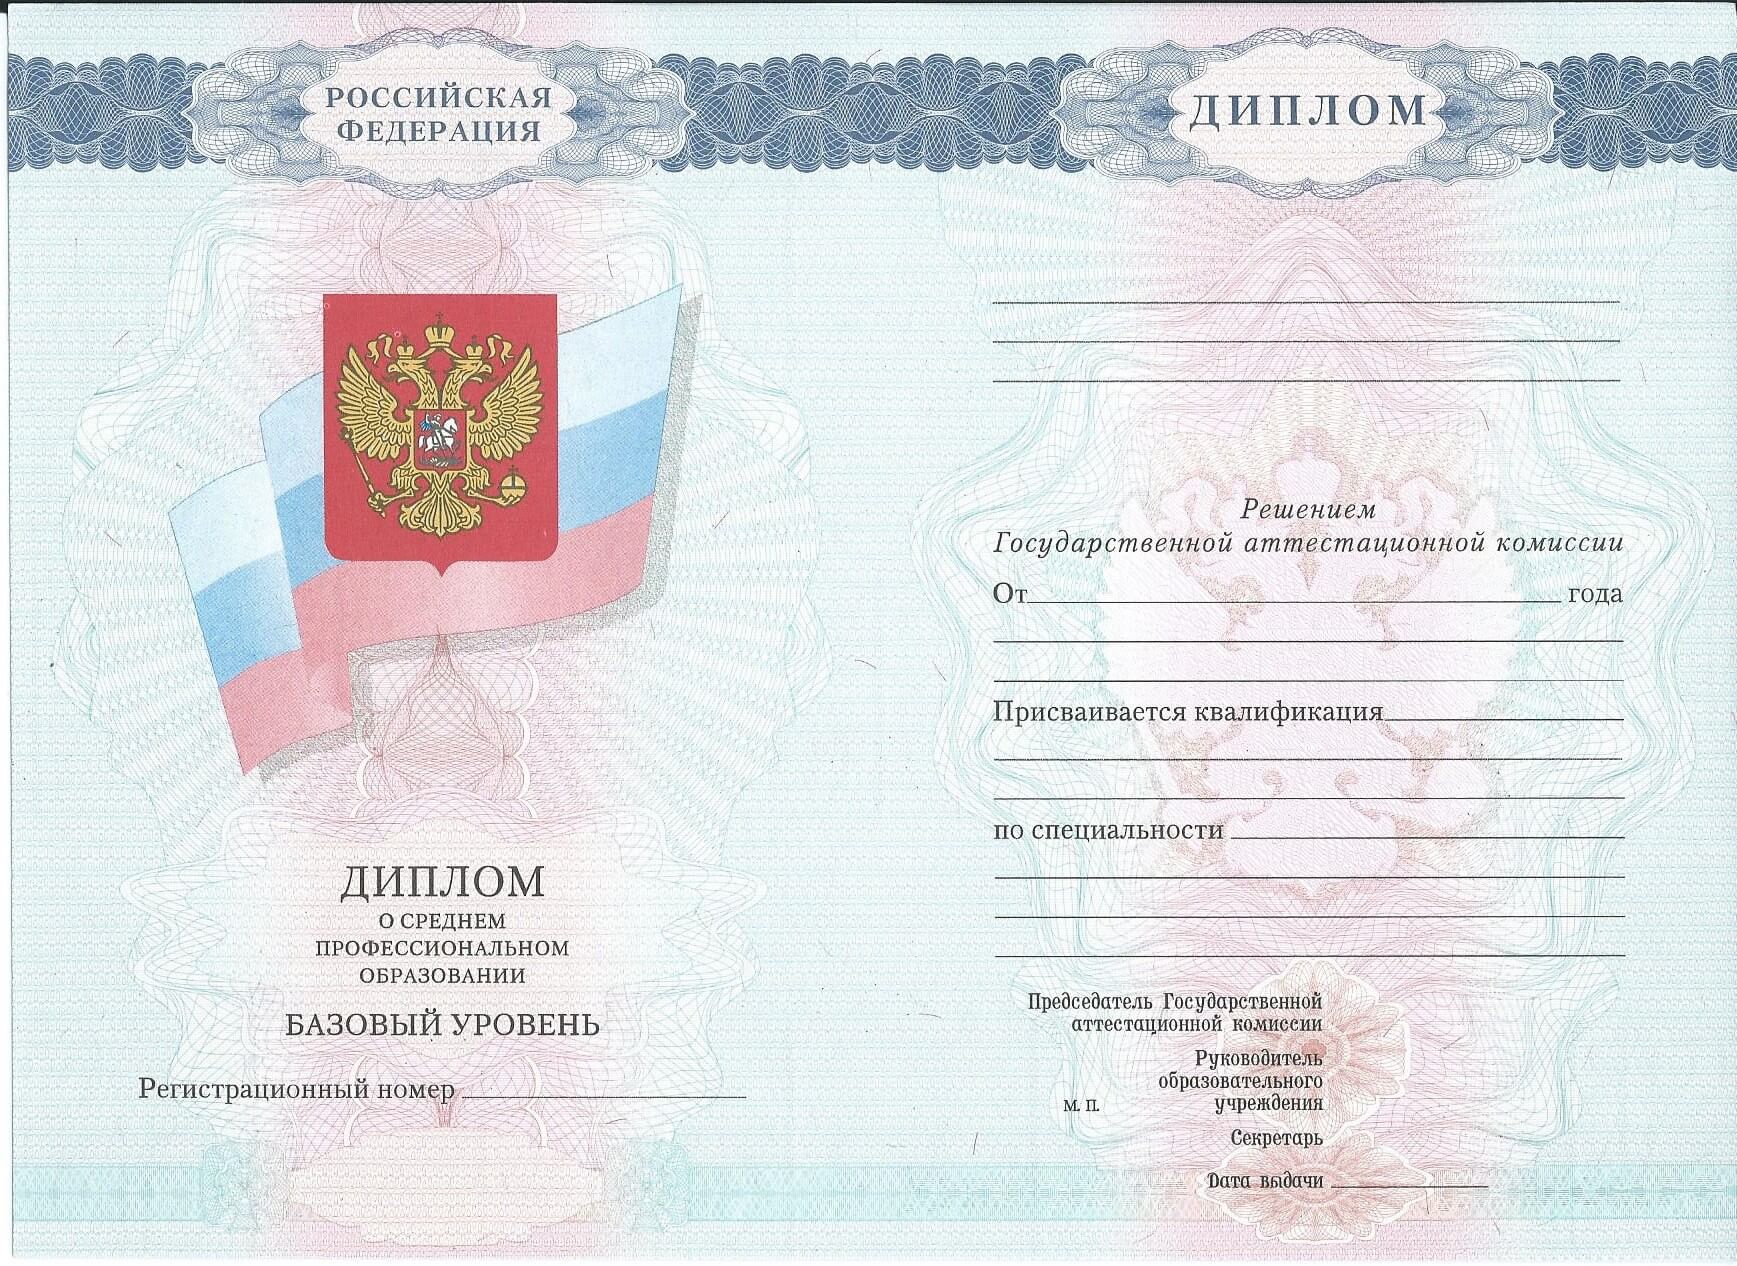 РОССИЙСКАЯ
ФЕДЕРАЦИЯ
ДИПЛОМ
О СРЕДНЕМ
ПРОФЕССИОНАЛЬНОМ
ОБРАЗОВАНИИ
БАЗОВЫЙ УРОВЕНЬ
Регистрационный номер
ДИПЛОМ
Решением
Государственной аттестационной комиссии
От года
Присваивается квалификация
по специальности
Председатель Государственной
аттестационной комиссии
Руководитель
образовательного
М. П. учреждения
Секретарь
Дата выдачи